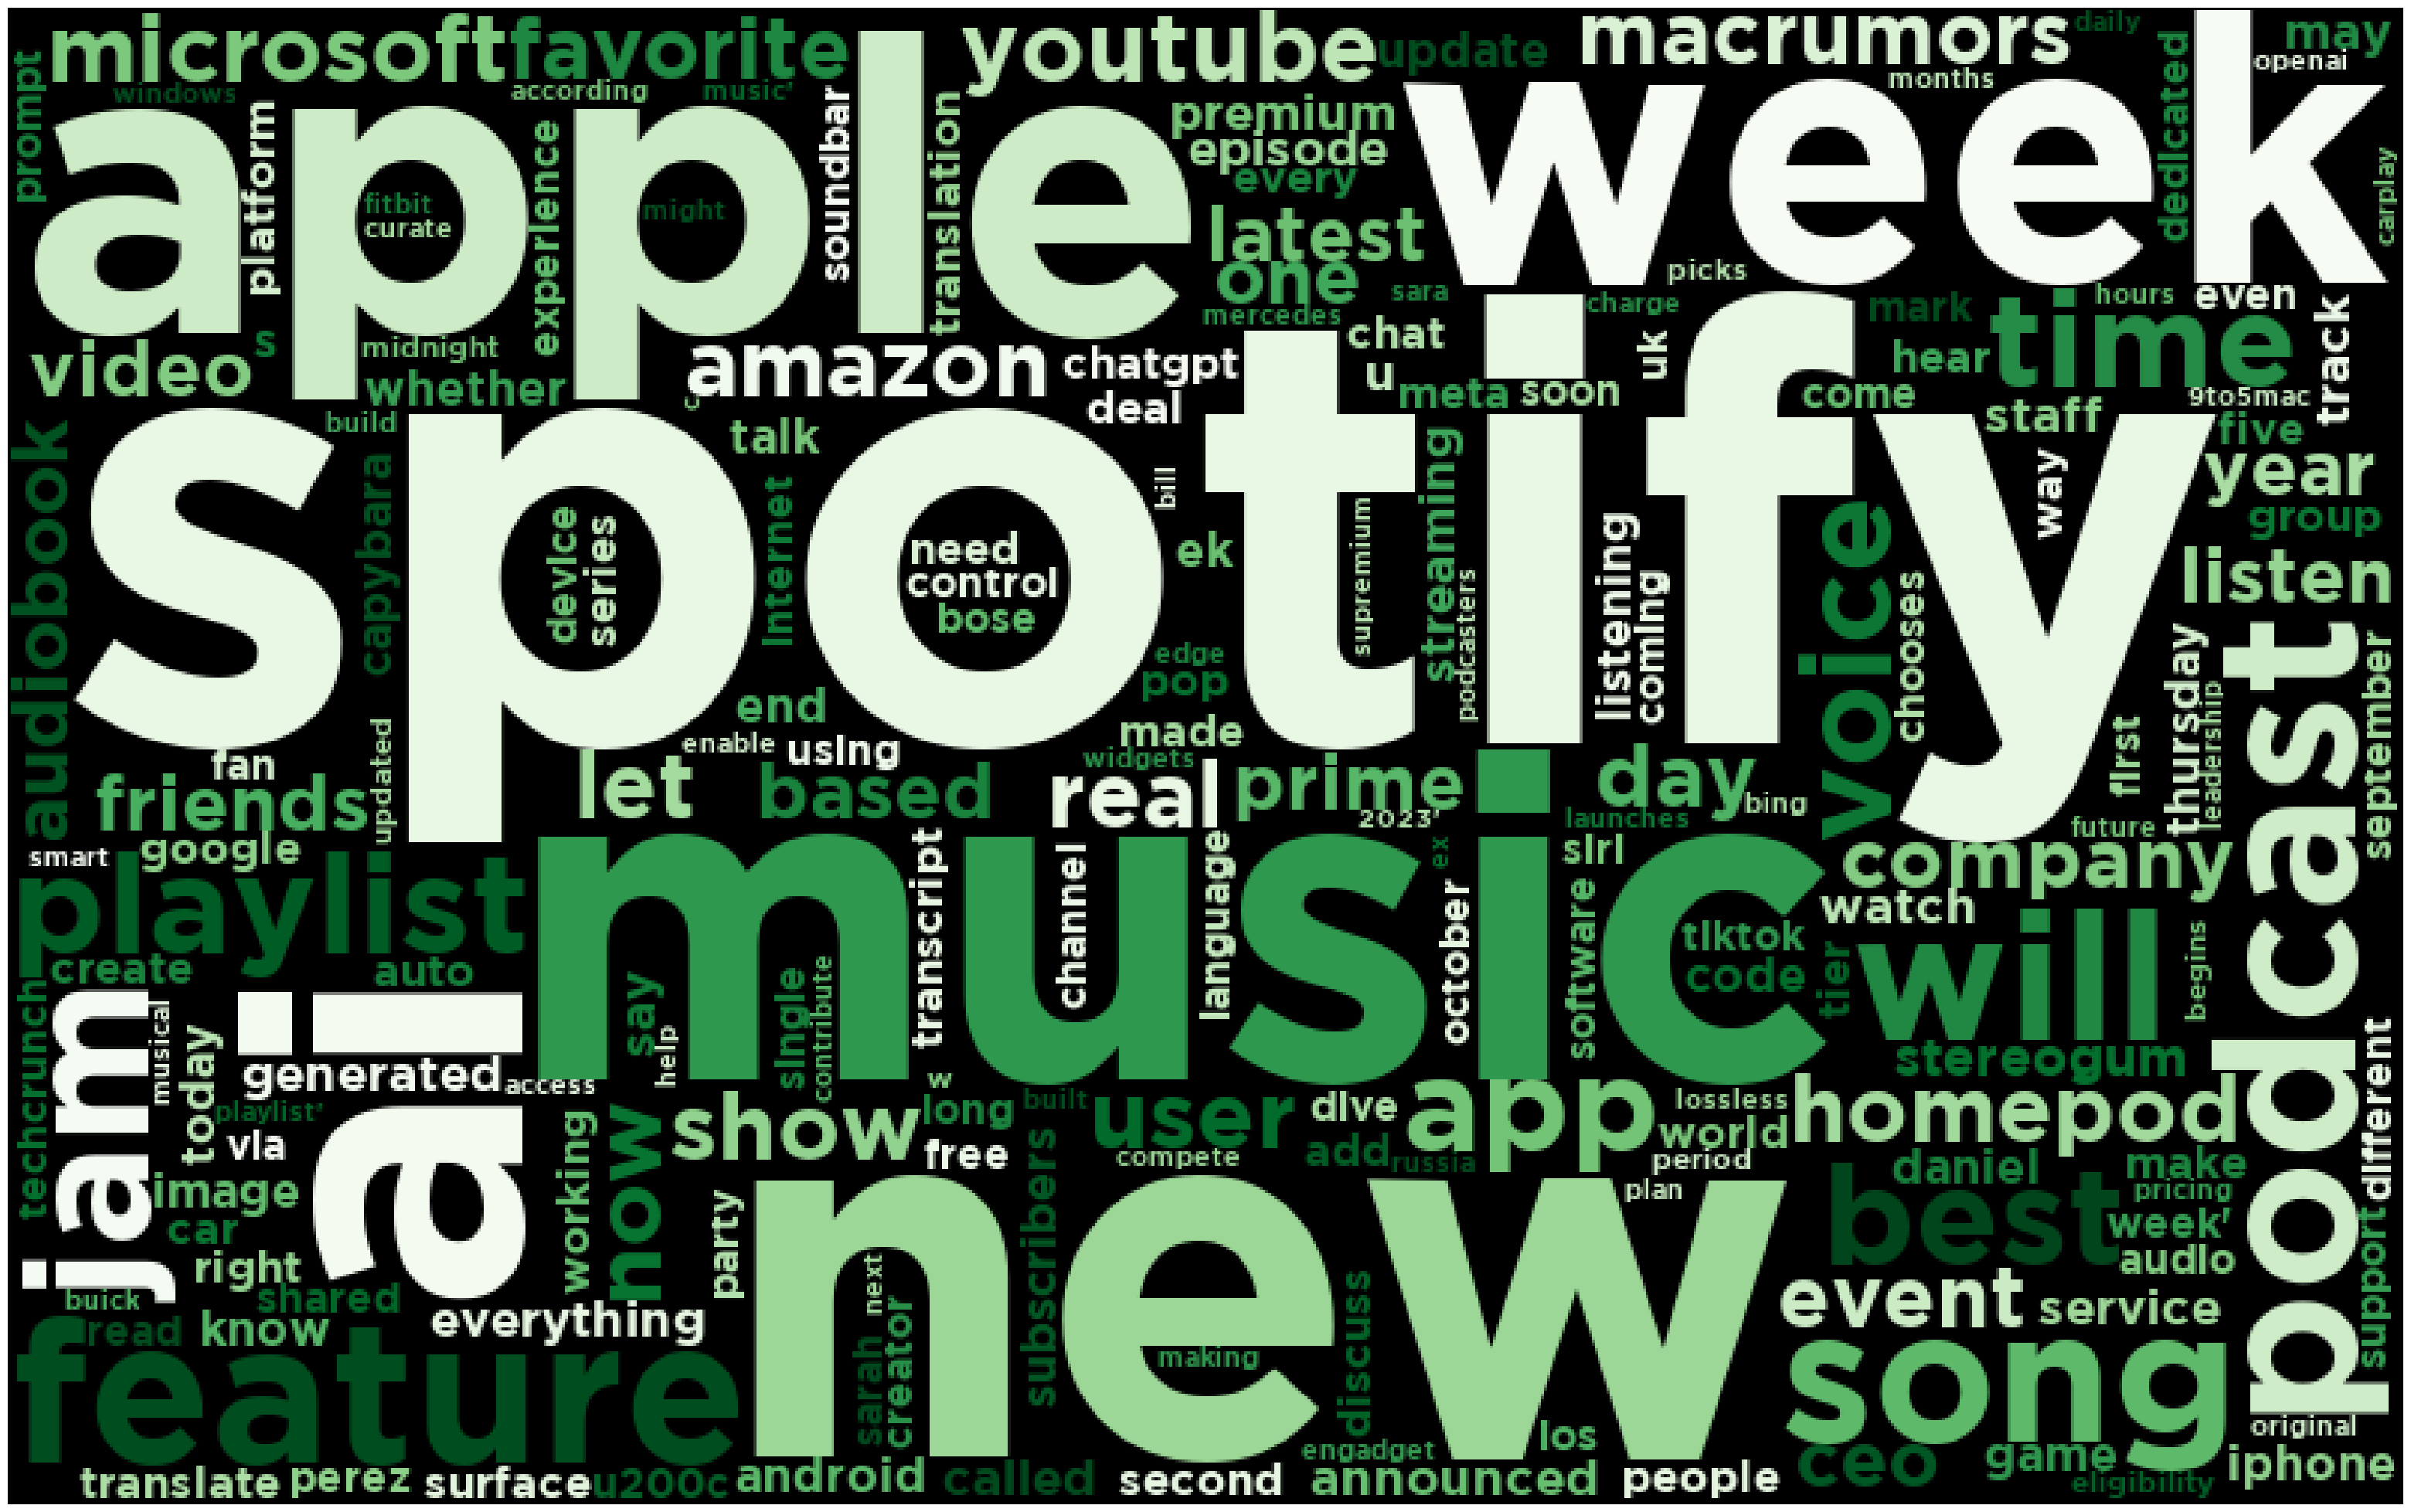 microsoft favorite youtube update macrumors daily may
windows according music' months openai
prompt platform apple soundbar translation premium week dedicated carplay
episode
every
fitbit
curate
might
experience
latest
one
picks
sara
charge
mercedes
mark hours even
time
video s midnight whether
amazon chatgpt chat uk hear
deal u meta soon come 9to5mac track
staff five
audiobook build capybara talk
spotify
year
group
way
Internet bill supremium streaming
devIce series
need
control
bose
ek
listening comIng podcasters
voice chooses
listen
edge
pop
end
made
enable usIng
widgets
fan
updated
fIrst thursday leadership september
podcast
friends let based real prime day bing
2023' launches future
smart google sIrI company
playlist music watch
transcript channel language ex october software
tIktok
code
tier will begins
create auto
techcrunch jam musical today ai
say help sIngle contribute
generated access
stereogum
playlist'
vIa
w
long built user dIve app lossless homepod
show free compete add russia world
period
dIfferent
image working now party
subscribers new plan
daniel make
best pricing
week'
audIo
car
right
buick shared
everything
next
event service
support
read know
feature sarah creator making discuss
song
original
engadget Ios
translate perez surface u200c android called second announced people ceo game eligibility iphone